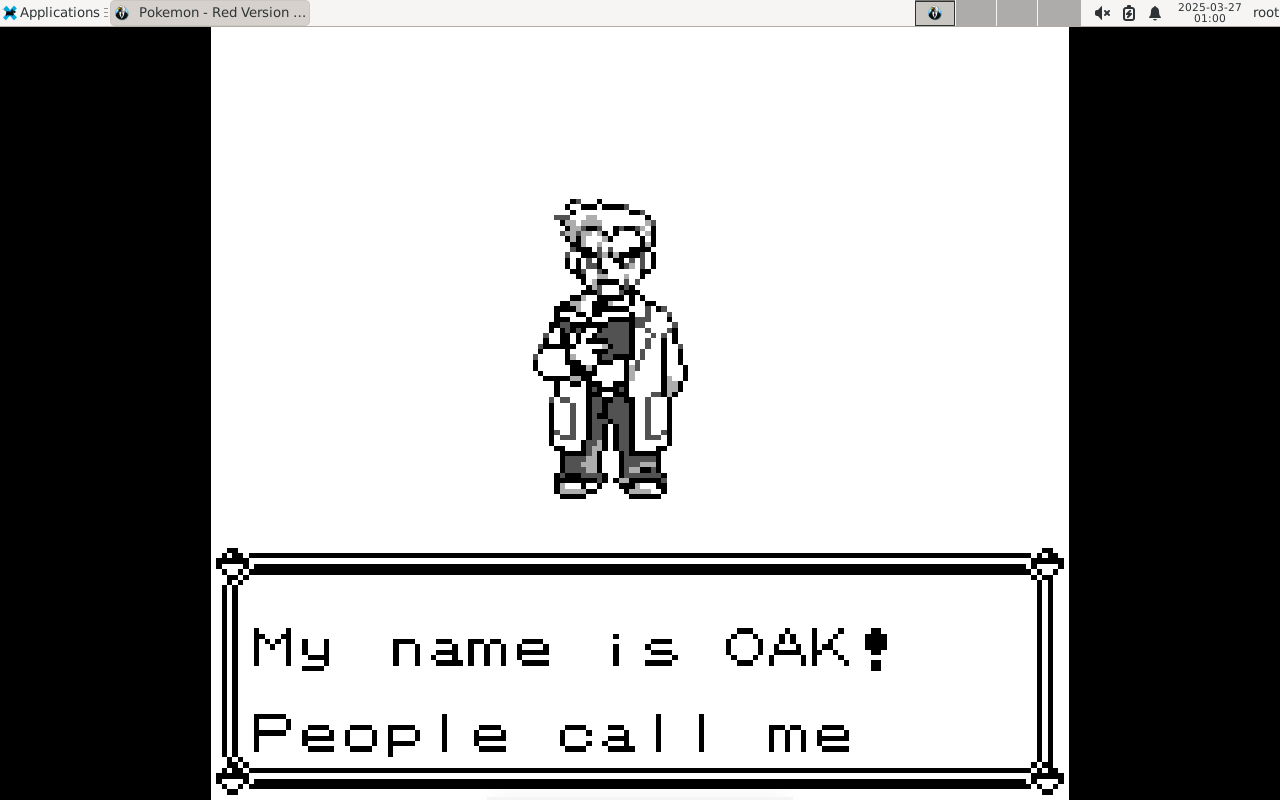 Applications
Pokemon - Red Version ...
2025-03-27
01:00
root
My name is OAK!
People call me